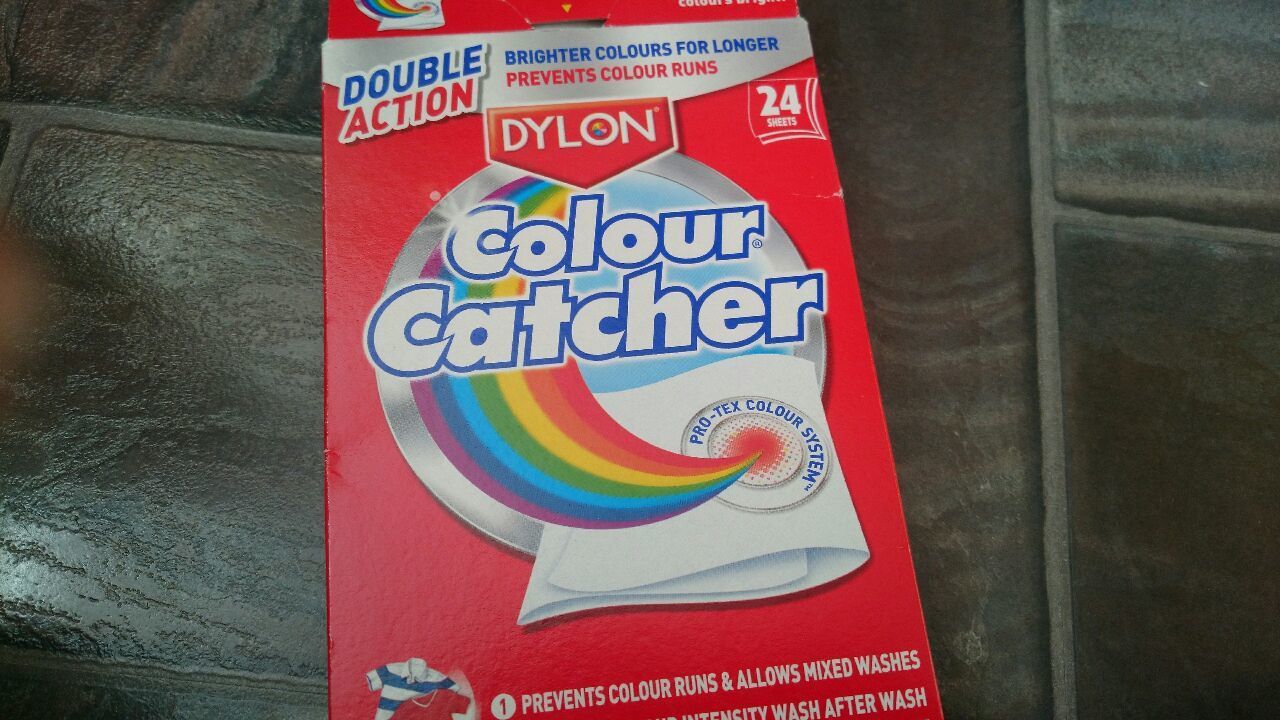 DOUBLE ACTION
BRIGHTER COLOURS FOR LONGER
PREVENTS COLOUR RUNS
24
SHEETS
DYLON®
Colour®
Catcher
PRO-TEX COLOUR SYSTEM™
1 PREVENTS COLOUR RUNS & ALLOWS MIXED WASHES
INTENSITY WASH AFTER WASH